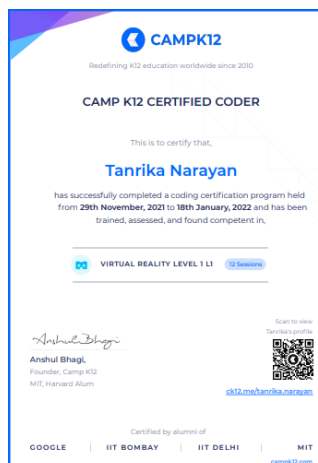 CAMPK12
Redefining K12 education worldwide since 2010
CAMP K12 CERTIFIED CODER
This is to certify that,
Tanrika Narayan
has successfully completed a coding certification program held
from 29th November, 2021 to 18th January, 2022 and has been
trained, assessed, and found competent in,
VIRTUAL REALITY LEVEL 1 L1 12 Sessions
Scan to view
Tanrika's profile
Anshul Bhagi
Anshul Bhagi,
Founder, Camp K12
MIT, Harvard Alum
ck12.me/tanrika.narayan
Certified by alumni of
GOOGLE | IIT BOMBAY | IIT DELHI | MIT
campk12.com